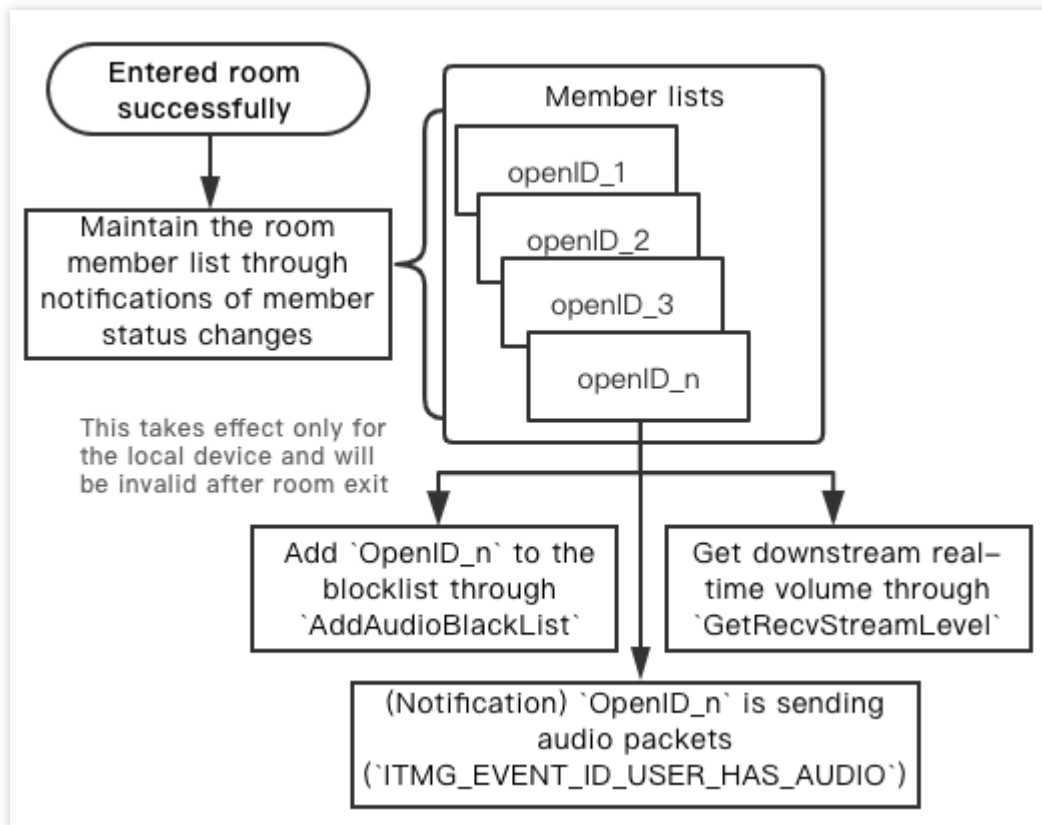 Entered room
successfully
Member lists
openID_1
openID_2
openID_3
openID_n
Maintain the room
member list through
notifications of member
status changes
This takes effect only for
the local device and will
be invalid after room exit
Add `OpenID_n` to the
blocklist through
`AddAudioBlackList`
Get downstream real-
time volume through
`GetRecvStreamLevel`
(Notification) `OpenID_n` is sending
audio packets
(`ITMG_EVENT_ID_USER_HAS_AUDIO`)